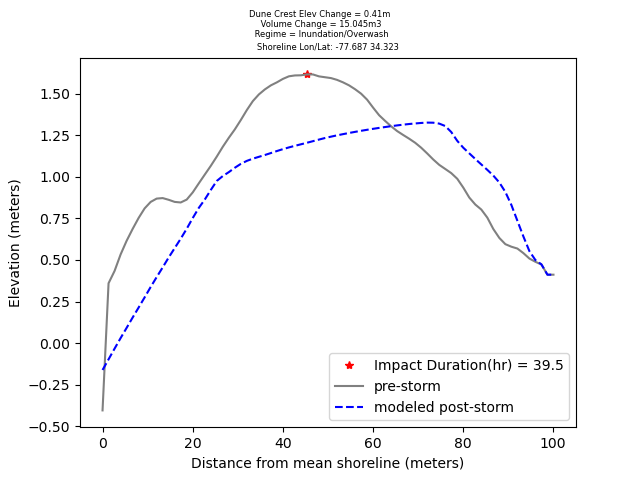 Dune Crest Elev Change = 0.41m
Volume Change = 15.045m3
Regime = Inundation/Overwash
Shoreline Lon/Lat: -77.687 34.323
1.50
1.25
1.00
0.75
0.50
0.25
0.00
−0.25
−0.50
Elevation (meters)
Impact Duration(hr) = 39.5
pre-storm
modeled post-storm
0 20 40 60 80 100
Distance from mean shoreline (meters)